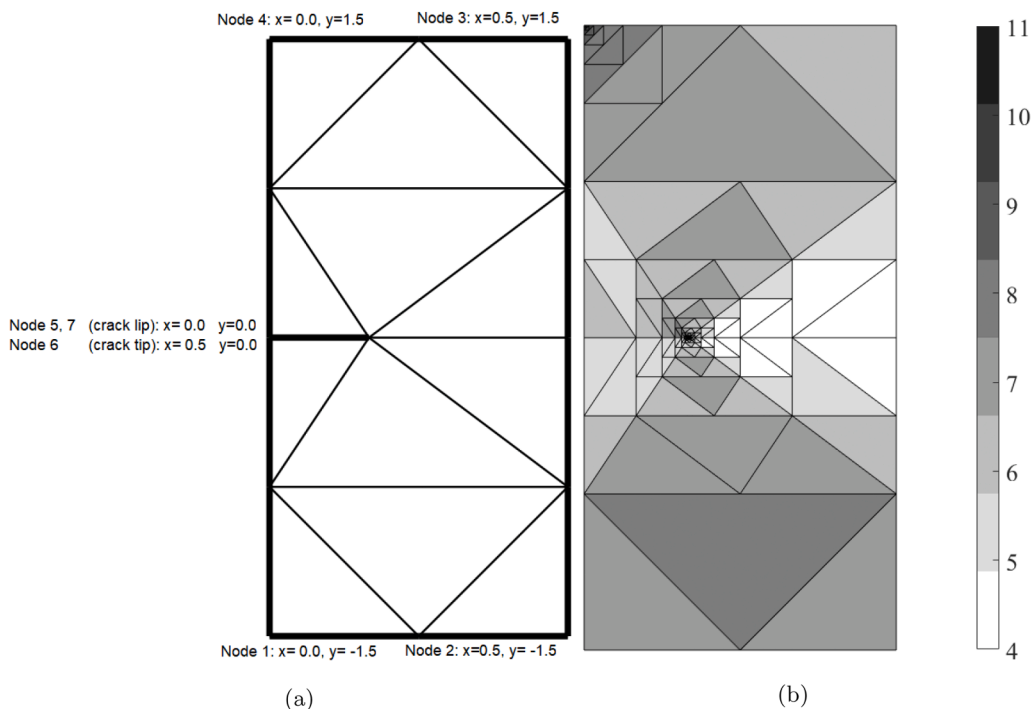 Node 4: x= 0.0, y=1.5 Node 3: x=0.5, y=1.5
Node 5, 7 (crack lip): x= 0.0 y=0.0
Node 6 (crack tip): x= 0.5 y=0.0
Node 1: x= 0.0, y= -1.5 Node 2: x=0.5, y= -1.5
(a)
11
10
9
8
7
6
5
4
(b)